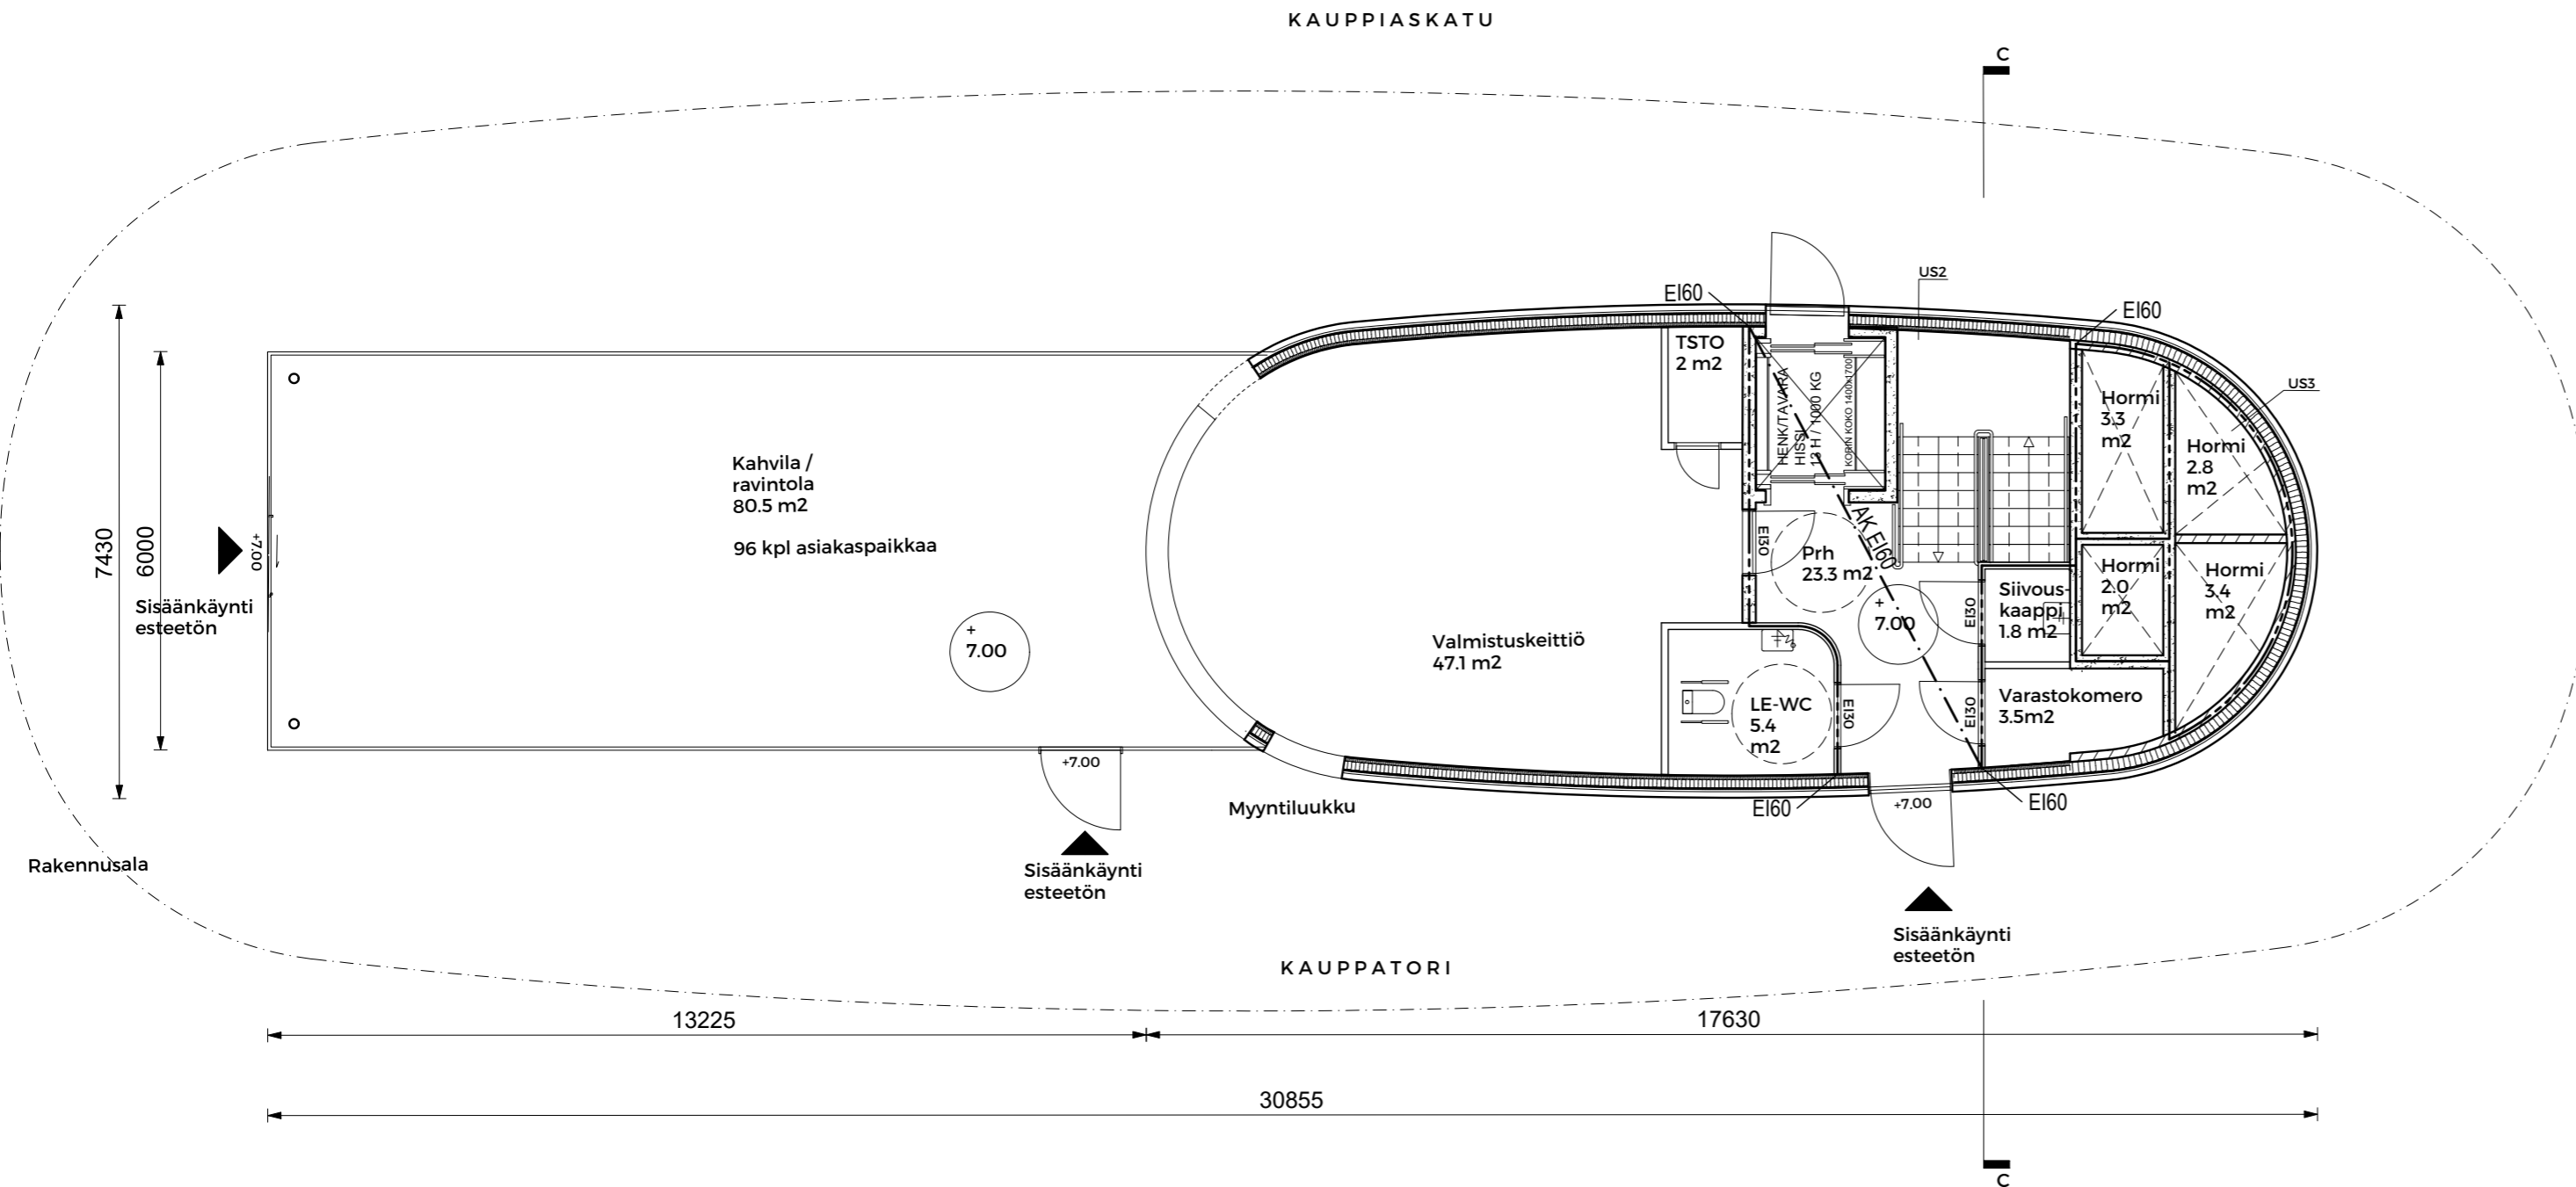 KAUPPIASKATU
C
US2
EI60
EI60
TSTO
2 m2
HENK/TAVARA
HISSI
13 H / 1000 KG
KORIN KOKO 1400x1700
Hormi
3.3
m2
US3
Hormi
2.8
m2
Kahvila /
ravintola
80.5 m2
96 kpl asiakaspaikkaa
7430
6000
+7.00
Sisäänkäynti
esteetön
EI30
AK EI60
Prh
23.3 m2
+
7.00
EI30
Siivous-
kaappi
1.8 m2
Hormi
2.0
m2
Hormi
3.4
m2
+
7.00
Valmistuskeittiö
47.1 m2
LE-WC
5.4
m2
EI30
EI30
Varastokomero
3.5m2
+7.00
Myyntiluukku
EI60
+7.00
EI60
Rakennusala
Sisäänkäynti
esteetön
Sisäänkäynti
esteetön
KAUPPATORI
13225
17630
30855
C